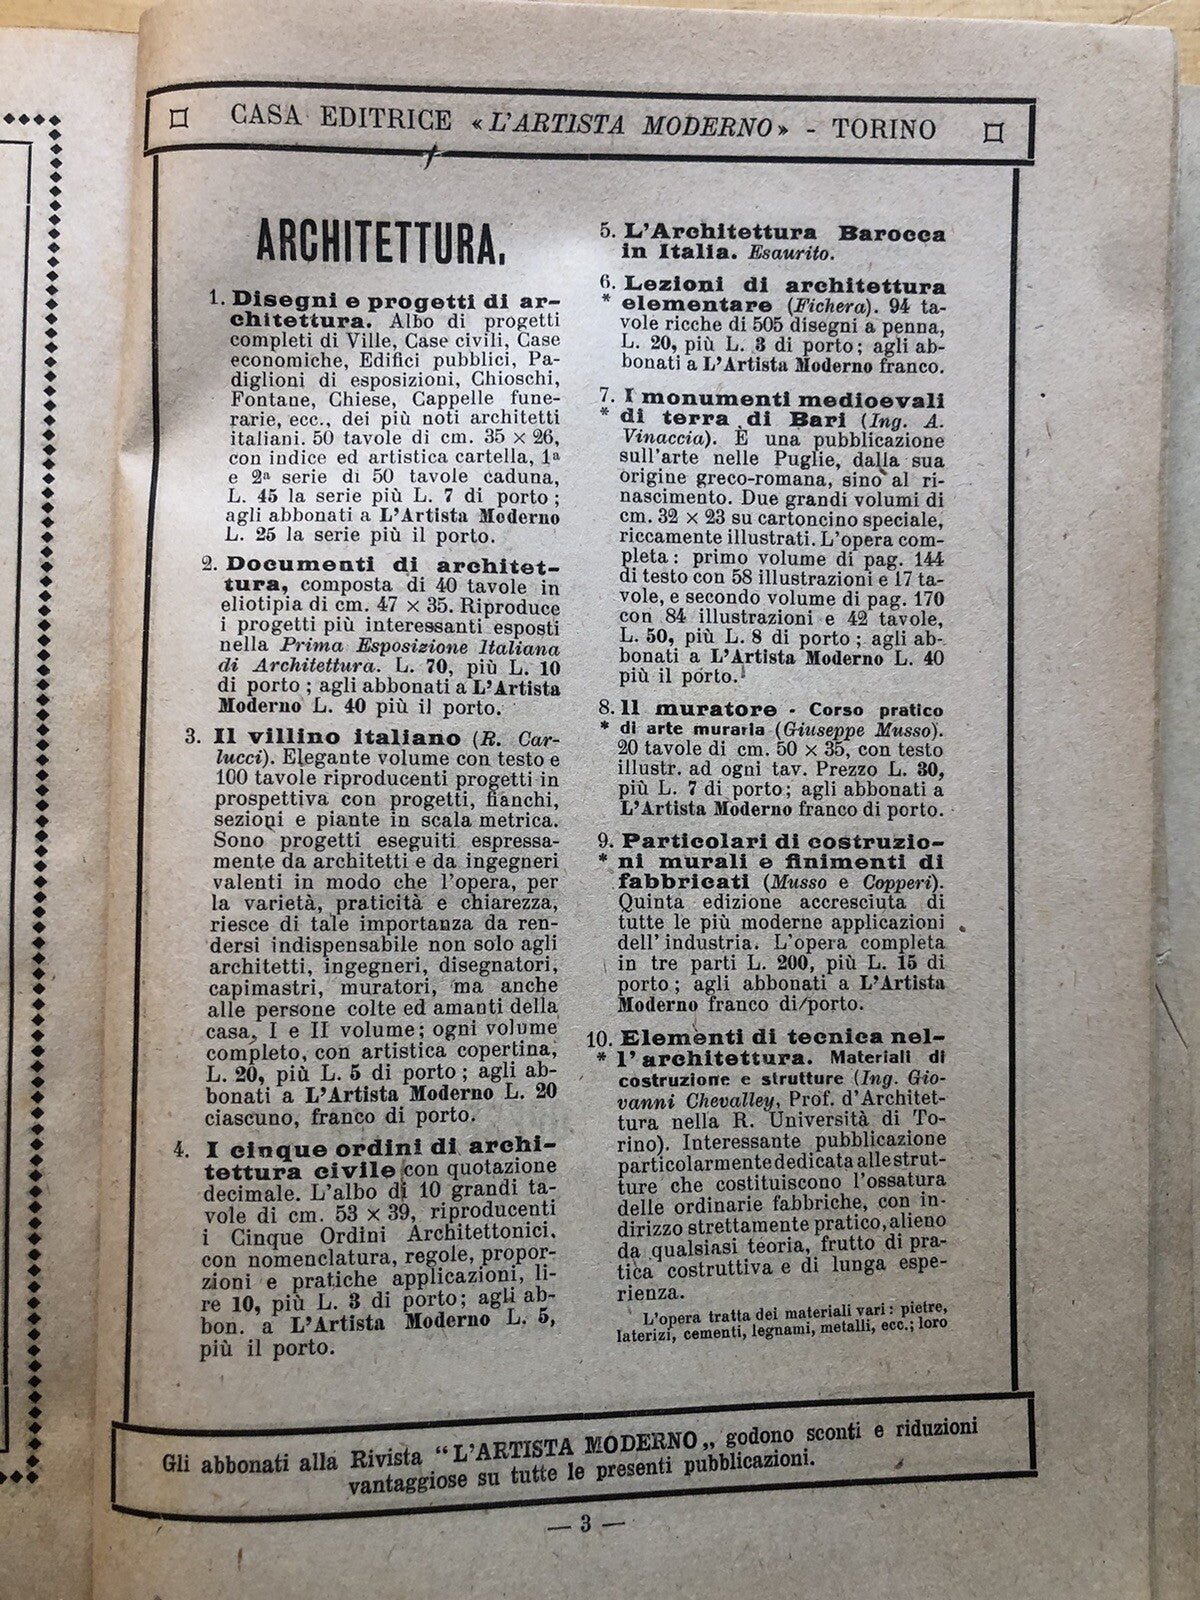 CASA EDITRICE «L'ARTISTA MODERNO» - TORINO
ARCHITETTURA.
1. Disegni e progetti di ar-
chitettura. Albo di progetti
completi di Ville, Case civili, Case
economiche, Edifici pubblici, Pa-
diglioni di esposizioni, Chioschi,
Fontane, Chiese, Cappelle fune-
rarie, ecc., dei più noti architetti
italiani. 50 tavole di cm. 35 × 26,
con indice ed artistica cartella, 1ª
e 2ª serie di 50 tavole caduna,
L. 45 la serie più L. 7 di porto;
agli abbonati a L'Artista Moderno
L. 25 la serie più il porto.
2. Documenti di architet-
tura, composta di 40 tavole in
eliotipia di cm. 47 × 35. Riproduce
i progetti più interessanti esposti
nella Prima Esposizione Italiana
di Architettura. L. 70, più L. 10
di porto; agli abbonati a L'Artista
Moderno L. 40 più il porto.
3. Il villino italiano (R. Car-
lucci). Elegante volume con testo e
100 tavole riproducenti progetti in
prospettiva con progetti, fianchi,
sezioni e piante in scala metrica.
Sono progetti eseguiti espressa-
mente da architetti e da ingegneri
valenti in modo che l'opera, per
la varietà, praticità e chiarezza,
riesce di tale importanza da ren-
dersi indispensabile non solo agli
architetti, ingegneri, disegnatori,
capimastri, muratori, ma anche
alle persone colte ed amanti della
casa, I e II volume; ogni volume
completo, con artistica copertina,
L. 20, più L. 5 di porto; agli ab-
bonati a L'Artista Moderno L. 20
ciascuno, franco di porto.
4. I cinque ordini di archi-
tettura civile con quotazione
decimale. L'albo di 10 grandi ta-
vole di cm. 53 × 39, riproducenti
i Cinque Ordini Architettonici,
con nomenclatura, regole, propor-
zioni e pratiche applicazioni, li-
re 10, più L. 3 di porto; agli ab-
bon. a L'Artista Moderno L. 5,
più il porto.
5. L'Architettura Barocca
in Italia. Esaurito.
6. Lezioni di architettura
* elementare (Fichera). 94 ta-
vole ricche di 505 disegni a penna,
L. 20, più L. 3 di porto; agli ab-
bonati a L'Artista Moderno franco.
7. I monumenti medioevali
* di terra di Bari (Ing. A.
Vinaccia). È una pubblicazione
sull'arte nelle Puglie, dalla sua
origine greco-romana, sino al ri-
nascimento. Due grandi volumi di
cm. 32 × 23 su cartoncino speciale,
riccamente illustrati. L'opera com-
pleta: primo volume di pag. 144
di testo con 58 illustrazioni e 17 ta-
vole, e secondo volume di pag. 170
con 84 illustrazioni e 42 tavole,
L. 50, più L. 8 di porto; agli ab-
bonati a L'Artista Moderno L. 40
più il porto.
8. Il muratore - Corso pratico
* di arte muraria (Giuseppe Musso).
20 tavole di cm. 50 × 35, con testo
illustr. ad ogni tav. Prezzo L. 30,
più L. 7 di porto; agli abbonati a
L'Artista Moderno franco di porto.
9. Particolari di costruzio-
* ni murali e finimenti di
fabbricati (Musso e Copperi).
Quinta edizione accresciuta di
tutte le più moderne applicazioni
dell'industria. L'opera completa
in tre parti L. 200, più L. 15 di
porto; agli abbonati a L'Artista
Moderno franco di porto.
10. Elementi di tecnica nel-
* l'architettura. Materiali di
costruzione e strutture (Ing. Gio-
vanni Chevalley, Prof. d'Architet-
tura nella R. Università di To-
rino). Interessante pubblicazione
particolarmente dedicata alle strut-
ture che costituiscono l'ossatura
delle ordinarie fabbriche, con in-
dirizzo strettamente pratico, alieno
da qualsiasi teoria, frutto di pra-
tica costruttiva e di lunga espe-
rienza.
L'opera tratta dei materiali vari: pietre,
laterizi, cementi, legnami, metalli, ecc.; loro
Gli abbonati alla Rivista "L'ARTISTA MODERNO„ godono sconti e riduzioni
vantaggiose su tutte le presenti pubblicazioni.
— 3 —